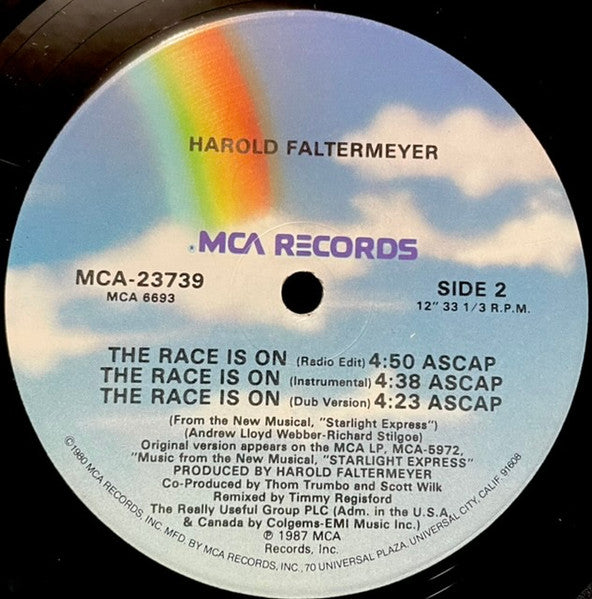 HAROLD FALTERMEYER
® MCA RECORDS
MCA-23739
MCA 6693
SIDE 2
12" 33 1/3 R.P.M.
THE RACE IS ON (Radio Edit) 4:50 ASCAP
THE RACE IS ON (Instrumental) 4:38 ASCAP
THE RACE IS ON (Dub Version) 4:23 ASCAP
(From the New Musical, "Starlight Express")
(Andrew Lloyd Webber-Richard Stilgoe)
Original version appears on the MCA LP, MCA-5972,
"Music from the New Musical, "STARLIGHT EXPRESS"
PRODUCED BY HAROLD FALTERMEYER
Co-Produced by Thom Trumbo and Scott Wilk
Remixed by Timmy Regisford
The Really Useful Group PLC (Adm. in the U.S.A.
& Canada by Colgems-EMI Music Inc.)
℗ 1987 MCA
Records, Inc.
©1980 MCA RECORDS, INC. MFD. BY MCA RECORDS, INC., 70 UNIVERSAL PLAZA, UNIVERSAL CITY, CALIF. 91608